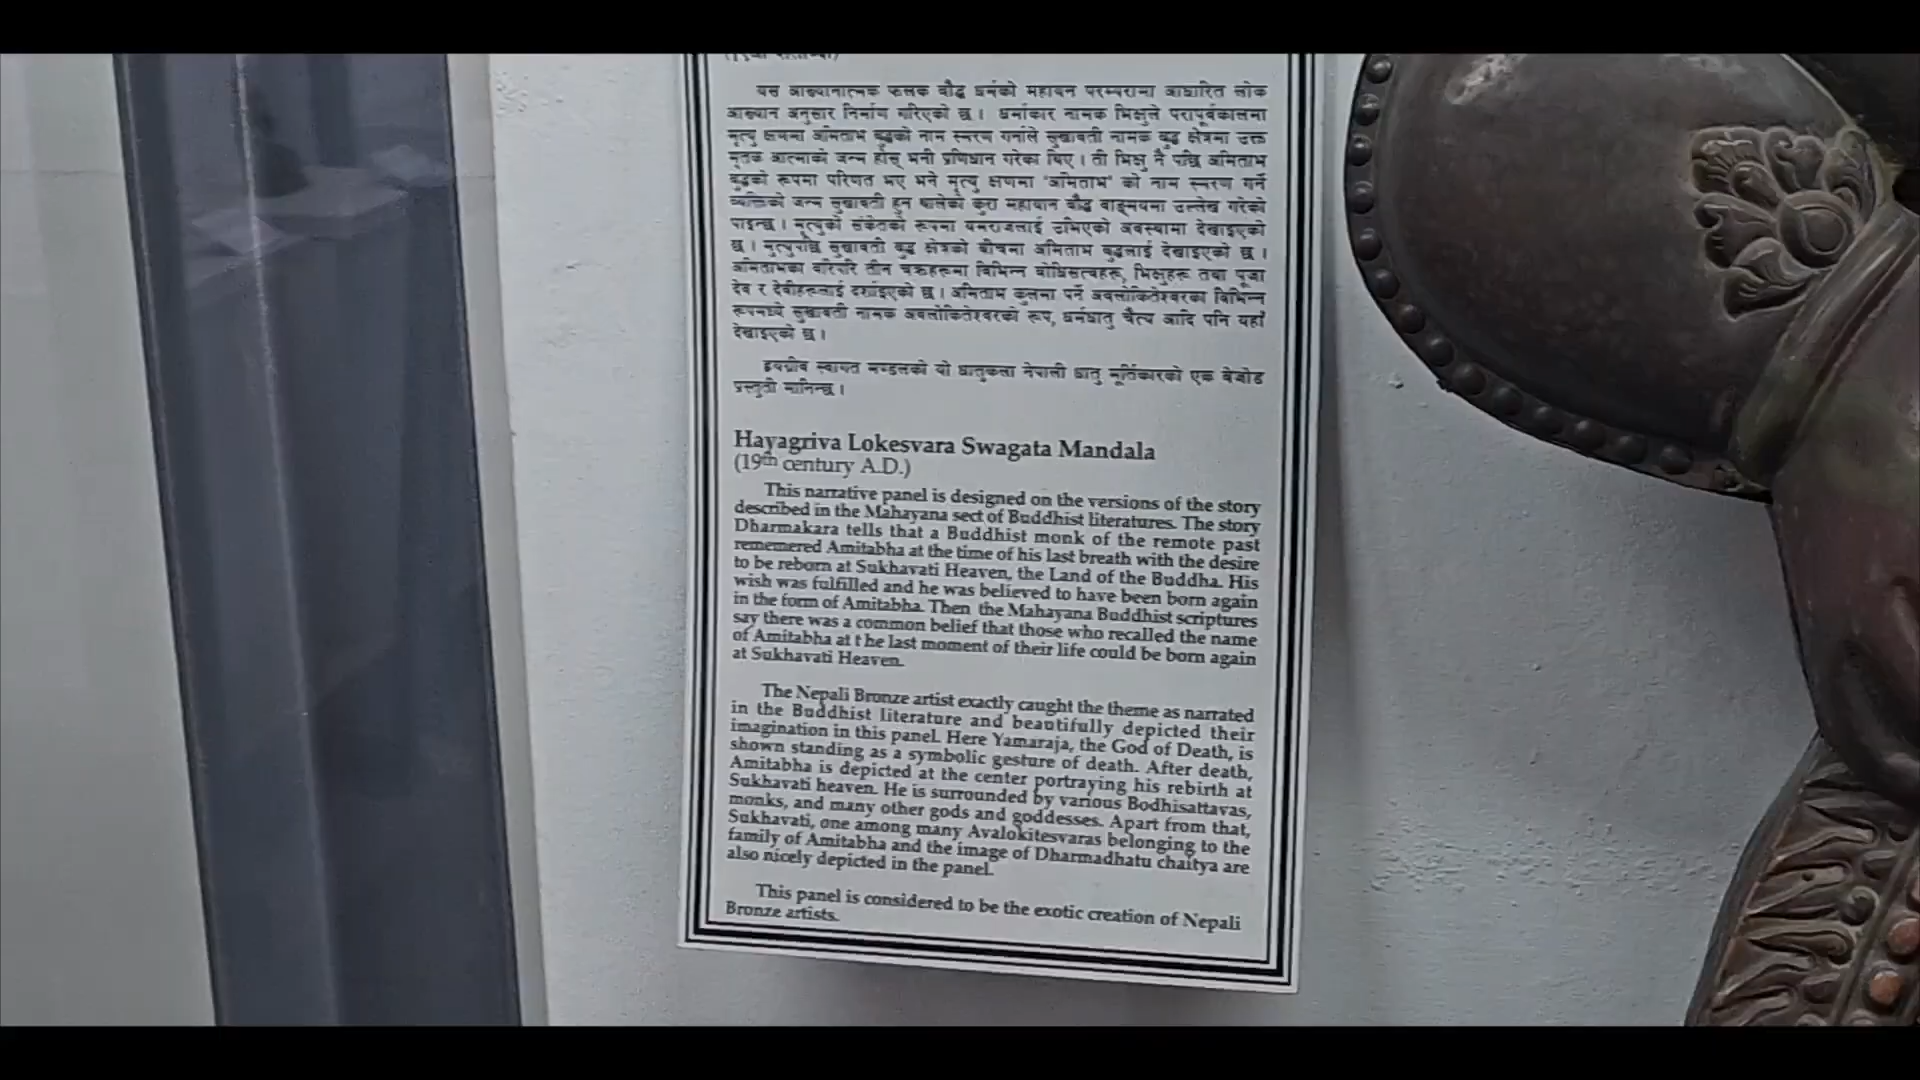 यस आख्यानात्मक फलक बौद्ध धर्मको महायन परम्परामा आधारित लोक
आख्यान अनुसार निर्माण गरिएको छ । धर्माकार नामक भिक्षुले परापूर्वकालमा
मृत्यु क्षणमा अमिताभ बुद्धको नाम स्मरण गर्नाले सुखावती नामक बुद्ध क्षेत्रमा उक्त
मृतक आत्माको जन्म होस् भनी प्रणिधान गरेका थिए । ती भिक्षु नै पछि अमिताभ
बुद्धको रूपमा परिणत भए भने मृत्यु क्षणमा "अमिताभ" को नाम स्मरण गर्ने
व्यक्तिको जन्म सुखावती हुन थालेको कुरा महायान बौद्ध वाङ्मयमा उल्लेख गरेको
पाइन्छ । मृत्युको संकेतको रूपमा यमराजलाई उभिएको अवस्थामा देखाइएको
छ । मृत्युपछि सुखावती बुद्ध क्षेत्रको बीचमा अमिताभ बुद्धलाई देखाइएको छ ।
अमिताभका वरिपरि तीन चक्रहरूमा विभिन्न बोधिसत्वहरू, भिक्षुहरू तथा पूजा
देव र देवीहरूलाई दर्शाइएको छ । अमिताभ कुलमा पर्ने अवलोकितेश्वरका विभिन्न
रूपमध्ये सुखावती नामक अवलोकितेश्वरको रूप, धर्मधातु चैत्य आदि पनि यहाँ
देखाइएको छ ।
हयग्रीव स्वागत मण्डलको यो धातुकला नेपाली धातु मूर्तिकारको एक बेजोड
प्रस्तुती मानिन्छ ।
Hayagriva Lokesvara Swagata Mandala
(19th century A.D.)
This narrative panel is designed on the versions of the story
described in the Mahayana sect of Buddhist literatures. The story
Dharmakara tells that a Buddhist monk of the remote past
rememered Amitabha at the time of his last breath with the desire
to be reborn at Sukhavati Heaven, the Land of the Buddha. His
wish was fulfilled and he was believed to have been born again
in the form of Amitabha. Then the Mahayana Buddhist scriptures
say there was a common belief that those who recalled the name
of Amitabha at t he last moment of their life could be born again
at Sukhavati Heaven.
The Nepali Bronze artist exactly caught the theme as narrated
in the Buddhist literature and beautifully depicted their
imagination in this panel. Here Yamaraja, the God of Death, is
shown standing as a symbolic gesture of death. After death,
Amitabha is depicted at the center portraying his rebirth at
Sukhavati heaven. He is surrounded by various Bodhisattavas,
monks, and many other gods and goddesses. Apart from that,
Sukhavati, one among many Avalokitesvaras belonging to the
family of Amitabha and the image of Dharmadhatu chaitya are
also nicely depicted in the panel.
This panel is considered to be the exotic creation of Nepali
Bronze artists.